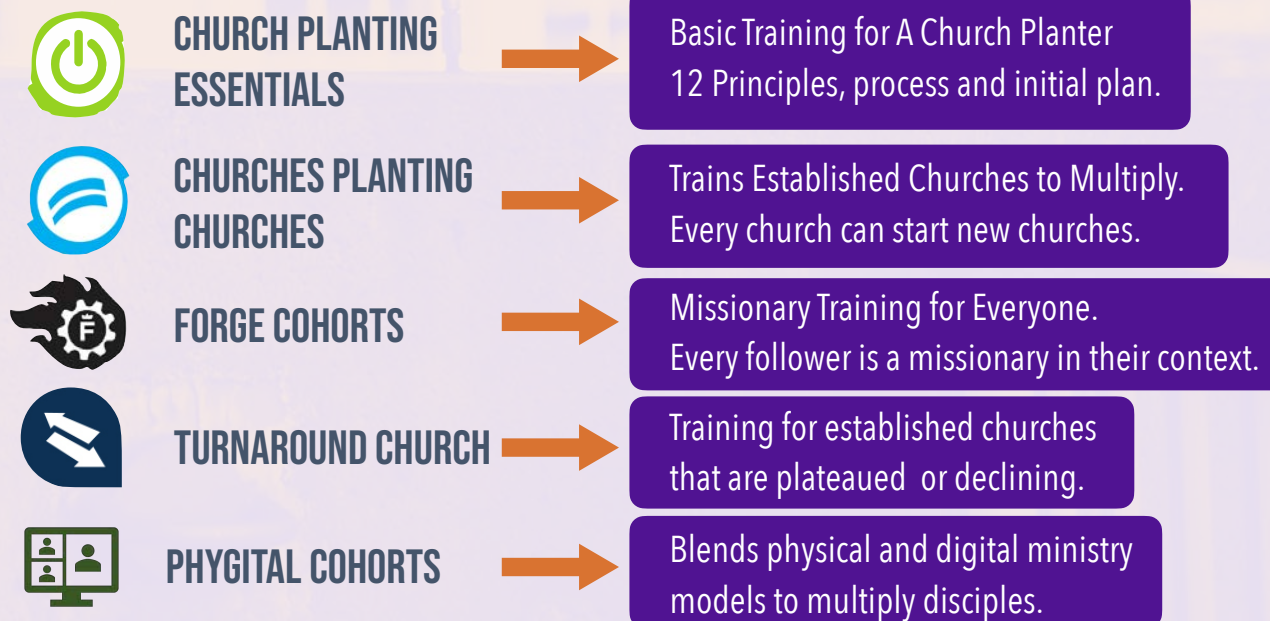 CHURCH PLANTING
ESSENTIALS
Basic Training for A Church Planter
12 Principles, process and initial plan.
CHURCHES PLANTING
CHURCHES
Trains Established Churches to Multiply.
Every church can start new churches.
F
FORGE COHORTS
Missionary Training for Everyone.
Every follower is a missionary in their context.
TURNAROUND CHURCH
Training for established churches
that are plateaued or declining.
PHYGITAL COHORTS
Blends physical and digital ministry
models to multiply disciples.